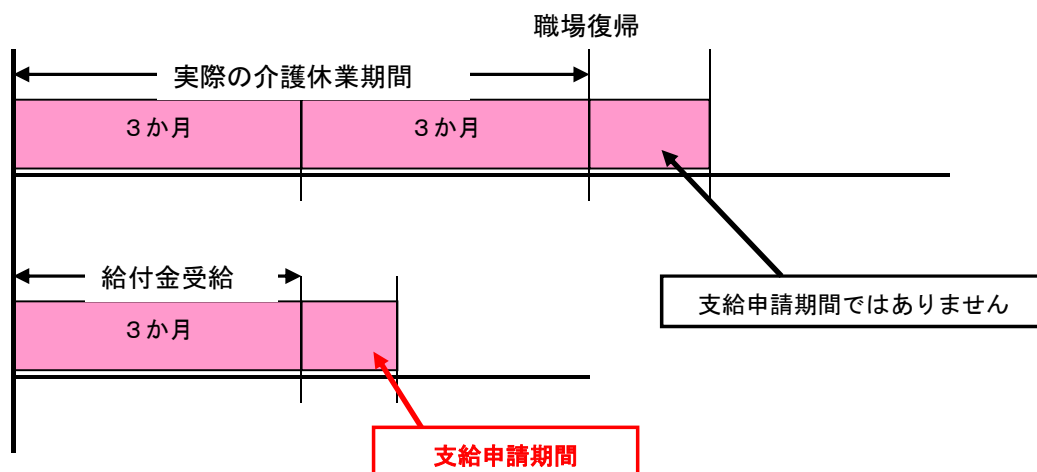 職場復帰
実際の介護休業期間
３か月
３か月
給付金受給
支給申請期間ではありません
３か月
支給申請期間